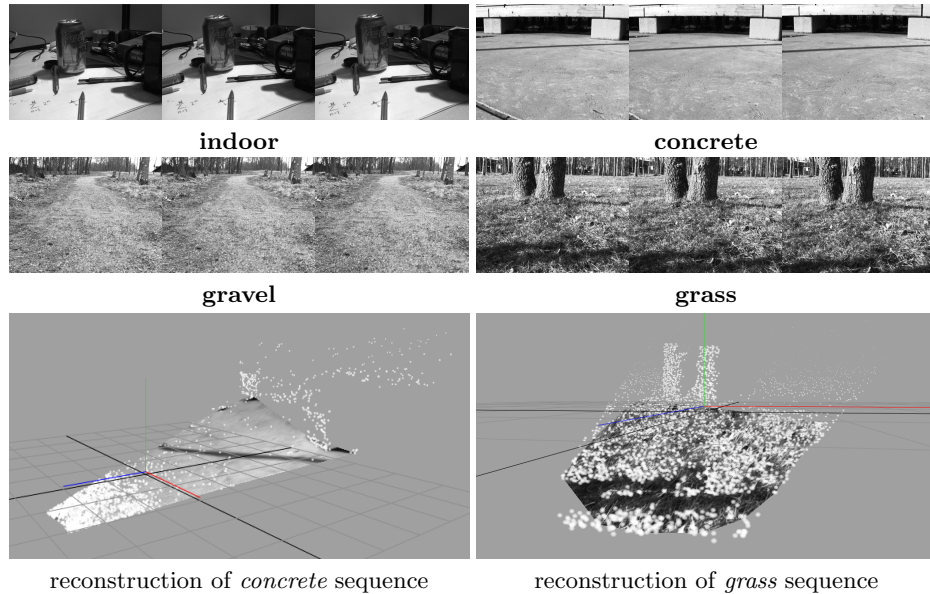 indoor
concrete
gravel
grass
reconstruction of concrete sequence
reconstruction of grass sequence